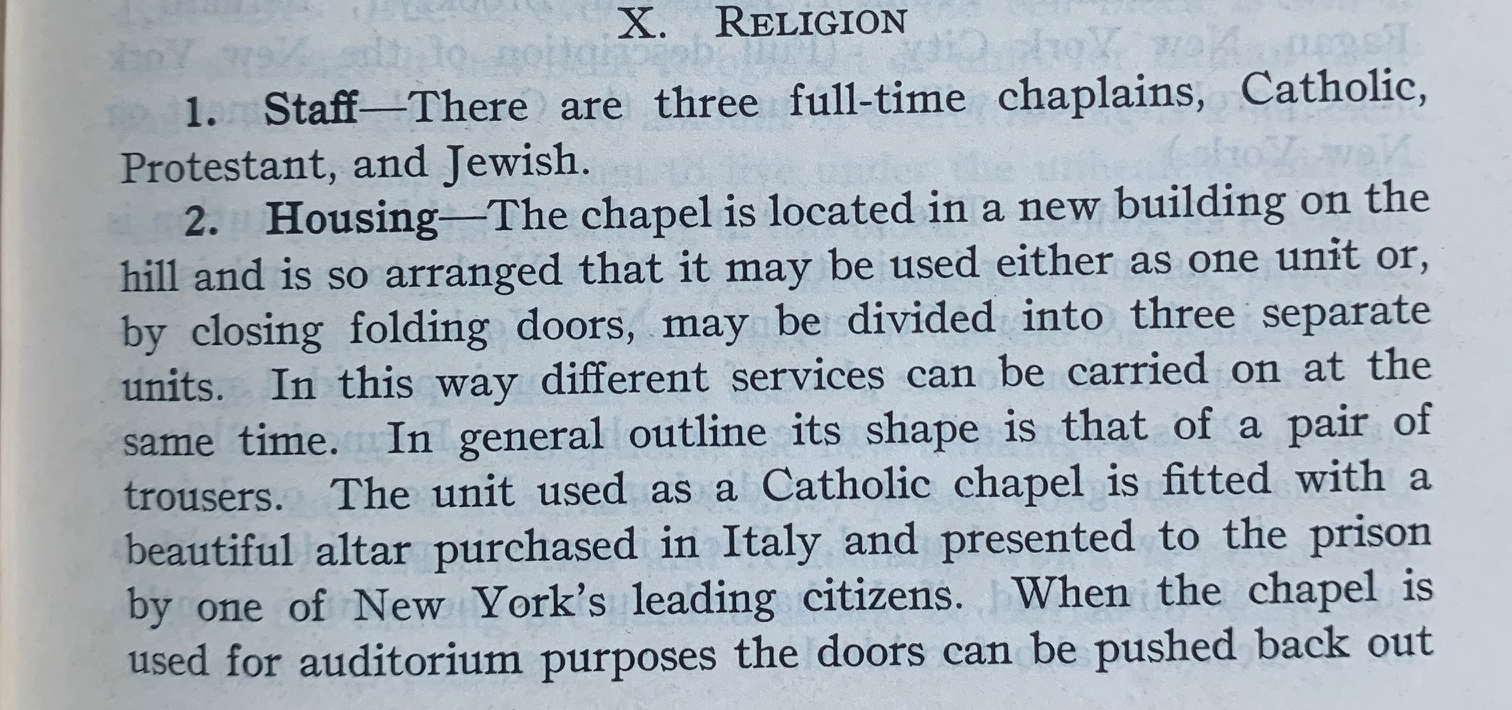 X. RELIGION
1. Staff—There are three full-time chaplains, Catholic,
Protestant, and Jewish.
2. Housing—The chapel is located in a new building on the
hill and is so arranged that it may be used either as one unit or,
by closing folding doors, may be divided into three separate
units. In this way different services can be carried on at the
same time. In general outline its shape is that of a pair of
trousers. The unit used as a Catholic chapel is fitted with a
beautiful altar purchased in Italy and presented to the prison
by one of New York's leading citizens. When the chapel is
used for auditorium purposes the doors can be pushed back out